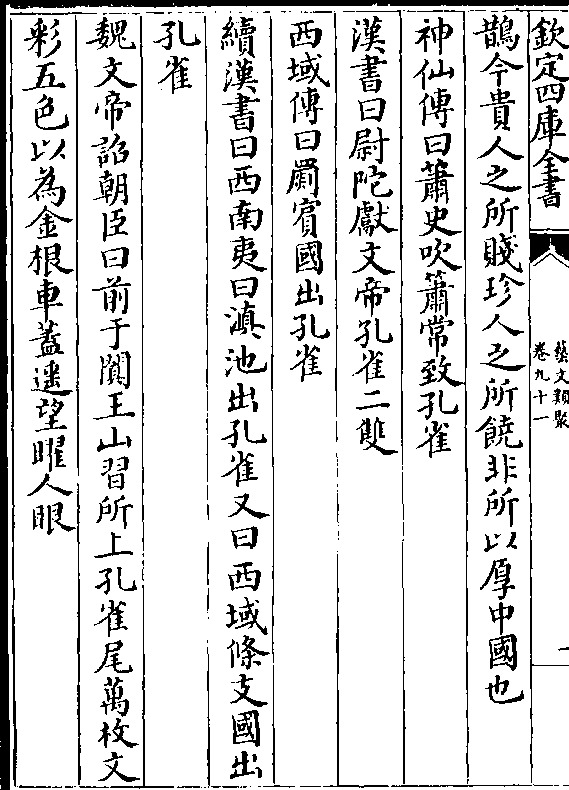 欽定四庫全書
藝文類聚
卷九十一
一
鵲今貴人之所賤珍人之所饒非所以厚中國也
神仙傳曰蕭史吹簫常致孔雀
漢書曰尉陀獻文帝孔雀二雙
西域傳曰罽賓國出孔雀
續漢書曰西南夷曰滇池出孔雀又曰西域條支國出
孔雀
魏文帝詔朝臣曰前于闐王山習所上孔雀尾萬枚文
彩五色以為金根車蓋遙望曜人眼